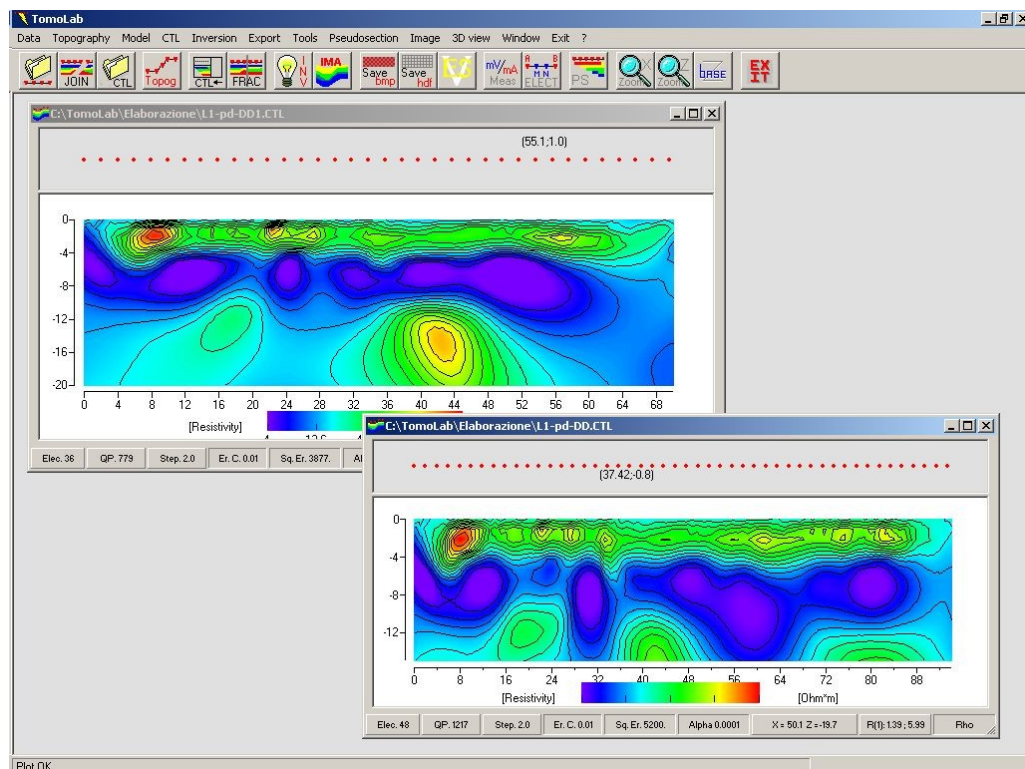 TomoLab
Data Topography Model CTL Inversion Export Tools Pseudosection Image 3D view Window Exit ?
JOIN CTL Topog CTL FRAC INV IMA Save bmp Save hdf mV/mA Meas A B M N ELECT PS Zoom Zoom BASE EX IT
C:\TomoLab\Elaborazione\L1-pd-DD1.CTL
(55.1;1.0)
0
-4
-8
-12
-16
-20
0 4 8 12 16 20 24 28 32 36 40 44 48 52 56 60 64 68
[Resistivity]
Elec. 36 QP. 779 Step. 2.0 Er. C. 0.01 Sq. Er. 3877.
C:\TomoLab\Elaborazione\L1-pd-DD.CTL
(37.42;-0.8)
0
-4
-8
-12
0 8 16 24 32 40 48 56 64 72 80 88
[Resistivity] [Ohm*m]
Elec. 48 QP. 1217 Step. 2.0 Er. C. 0.01 Sq. Er. 5200. Alpha 0.0001 X = 50.1 Z = -19.7 R(1): 1.39 ; 5.99 Rho
Plot OK